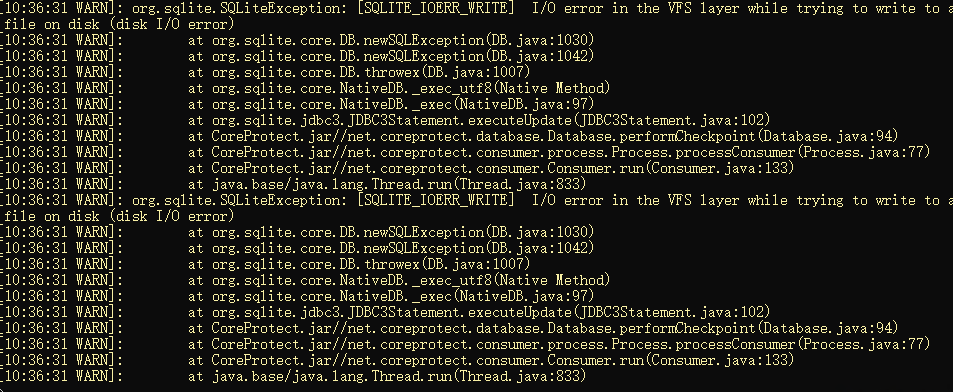 [10:36:31 WARN]: org.sqlite.SQLiteException: [SQLITE_IOERR_WRITE]  I/O error in the VFS layer while trying to write to a
 file on disk (disk I/O error)
[10:36:31 WARN]:        at org.sqlite.core.DB.newSQLException(DB.java:1030)
[10:36:31 WARN]:        at org.sqlite.core.DB.newSQLException(DB.java:1042)
[10:36:31 WARN]:        at org.sqlite.core.DB.throwex(DB.java:1007)
[10:36:31 WARN]:        at org.sqlite.core.NativeDB._exec_utf8(Native Method)
[10:36:31 WARN]:        at org.sqlite.core.NativeDB._exec(NativeDB.java:97)
[10:36:31 WARN]:        at org.sqlite.jdbc3.JDBC3Statement.executeUpdate(JDBC3Statement.java:102)
[10:36:31 WARN]:        at CoreProtect.jar//net.coreprotect.database.Database.performCheckpoint(Database.java:94)
[10:36:31 WARN]:        at CoreProtect.jar//net.coreprotect.consumer.process.Process.processConsumer(Process.java:77)
[10:36:31 WARN]:        at CoreProtect.jar//net.coreprotect.consumer.Consumer.run(Consumer.java:133)
[10:36:31 WARN]:        at java.base/java.lang.Thread.run(Thread.java:833)
[10:36:31 WARN]: org.sqlite.SQLiteException: [SQLITE_IOERR_WRITE]  I/O error in the VFS layer while trying to write to a
 file on disk (disk I/O error)
[10:36:31 WARN]:        at org.sqlite.core.DB.newSQLException(DB.java:1030)
[10:36:31 WARN]:        at org.sqlite.core.DB.newSQLException(DB.java:1042)
[10:36:31 WARN]:        at org.sqlite.core.DB.throwex(DB.java:1007)
[10:36:31 WARN]:        at org.sqlite.core.NativeDB._exec_utf8(Native Method)
[10:36:31 WARN]:        at org.sqlite.core.NativeDB._exec(NativeDB.java:97)
[10:36:31 WARN]:        at org.sqlite.jdbc3.JDBC3Statement.executeUpdate(JDBC3Statement.java:102)
[10:36:31 WARN]:        at CoreProtect.jar//net.coreprotect.database.Database.performCheckpoint(Database.java:94)
[10:36:31 WARN]:        at CoreProtect.jar//net.coreprotect.consumer.process.Process.processConsumer(Process.java:77)
[10:36:31 WARN]:        at CoreProtect.jar//net.coreprotect.consumer.Consumer.run(Consumer.java:133)
[10:36:31 WARN]:        at java.base/java.lang.Thread.run(Thread.java:833)